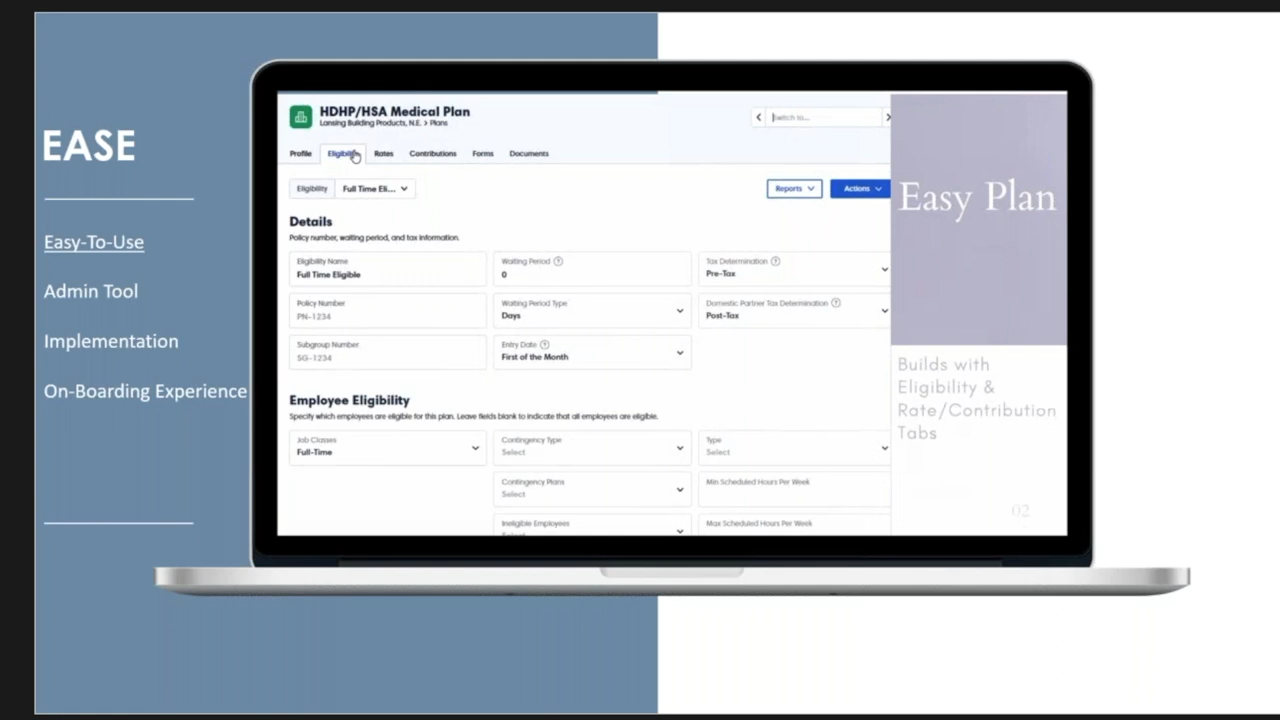 EASE
Easy-To-Use
Admin Tool
Implementation
On-Boarding Experience
HDHP/HSA Medical Plan
Lansing Building Products, N.E. > Plans
Switch to...
Profile Eligibility Rates Contributions Forms Documents
Eligibility Full Time Eli... Reports Actions
Details
Policy number, waiting period, and tax information.
Eligibility Name Waiting Period Tax Determination
Full Time Eligible 0 Pre-Tax
Policy Number Waiting Period Type Domestic Partner Tax Determination
PN-1234 Days Post-Tax
Subgroup Number Entry Date
SG-1234 First of the Month
Employee Eligibility
Specify which employees are eligible for this plan. Leave fields blank to indicate that all employees are eligible.
Job Classes Contingency Type Type
Full-Time Select Select
Contingency Plans Min Scheduled Hours Per Week
Select
Ineligible Employees Max Scheduled Hours Per Week
Select
Easy Plan
Builds with
Eligibility &
Rate/Contribution
Tabs
02